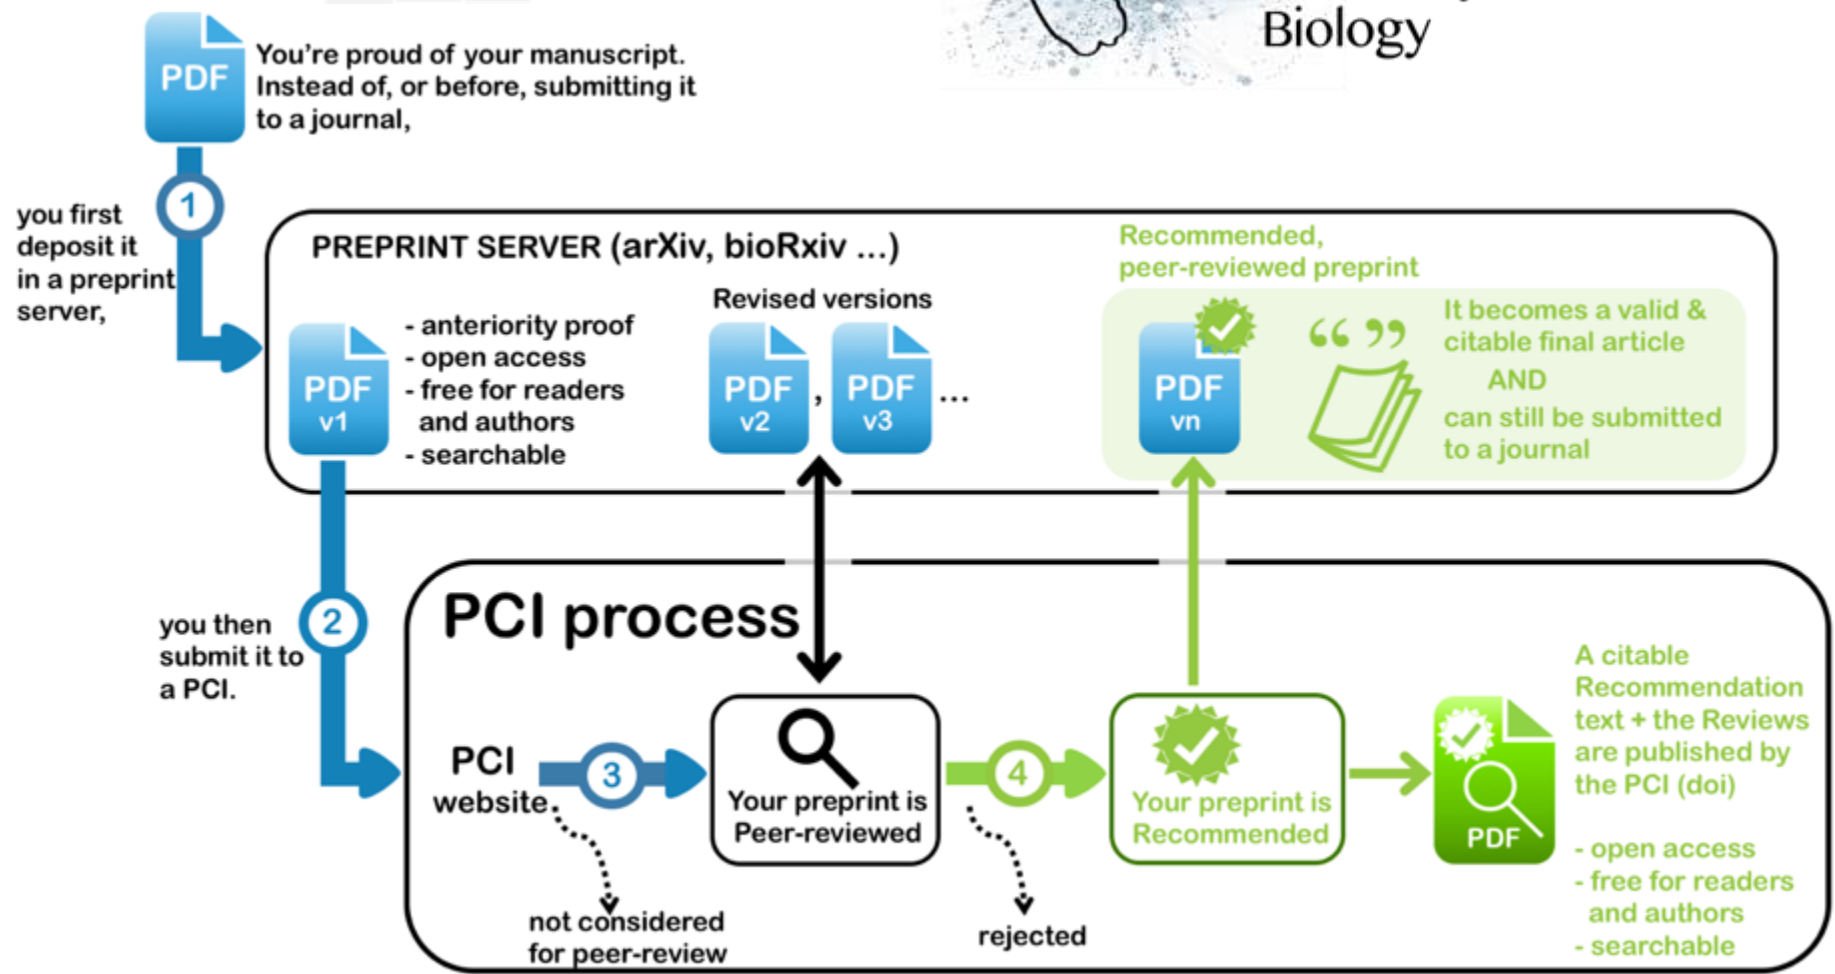 Biology
PDF
You're proud of your manuscript.
Instead of, or before, submitting it
to a journal,
1
you first
deposit it
in a preprint
server,
PREPRINT SERVER (arXiv, bioRxiv ...)
PDF
v1
- anteriority proof
- open access
- free for readers
and authors
- searchable
Revised versions
PDF
v2
,
PDF
v3
...
Recommended,
peer-reviewed preprint
PDF
vn
“ ”
It becomes a valid &
citable final article
AND
can still be submitted
to a journal
2
you then
submit it to
a PCI.
PCI process
PCI
website
3
not considered
for peer-review
Your preprint is
Peer-reviewed
4
rejected
Your preprint is
Recommended
PDF
A citable
Recommendation
text + the Reviews
are published by
the PCI (doi)
- open access
- free for readers
and authors
- searchable